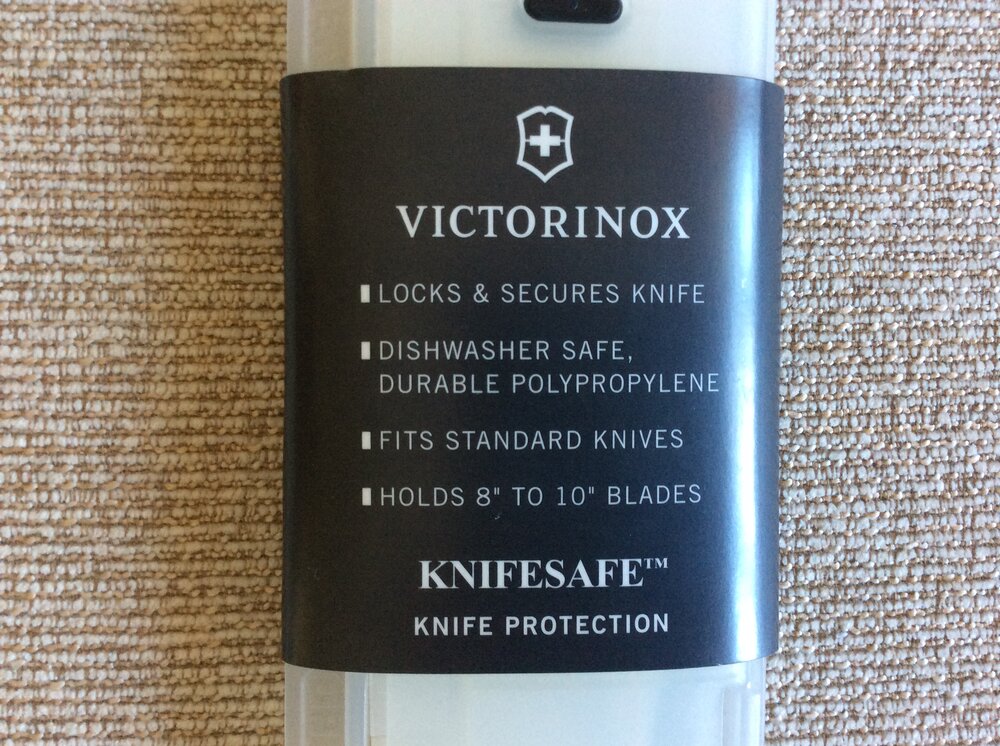 VICTORINOX
LOCKS & SECURES KNIFE
DISHWASHER SAFE,
DURABLE POLYPROPYLENE
FITS STANDARD KNIVES
HOLDS 8" TO 10" BLADES
KNIFESAFE™
KNIFE PROTECTION